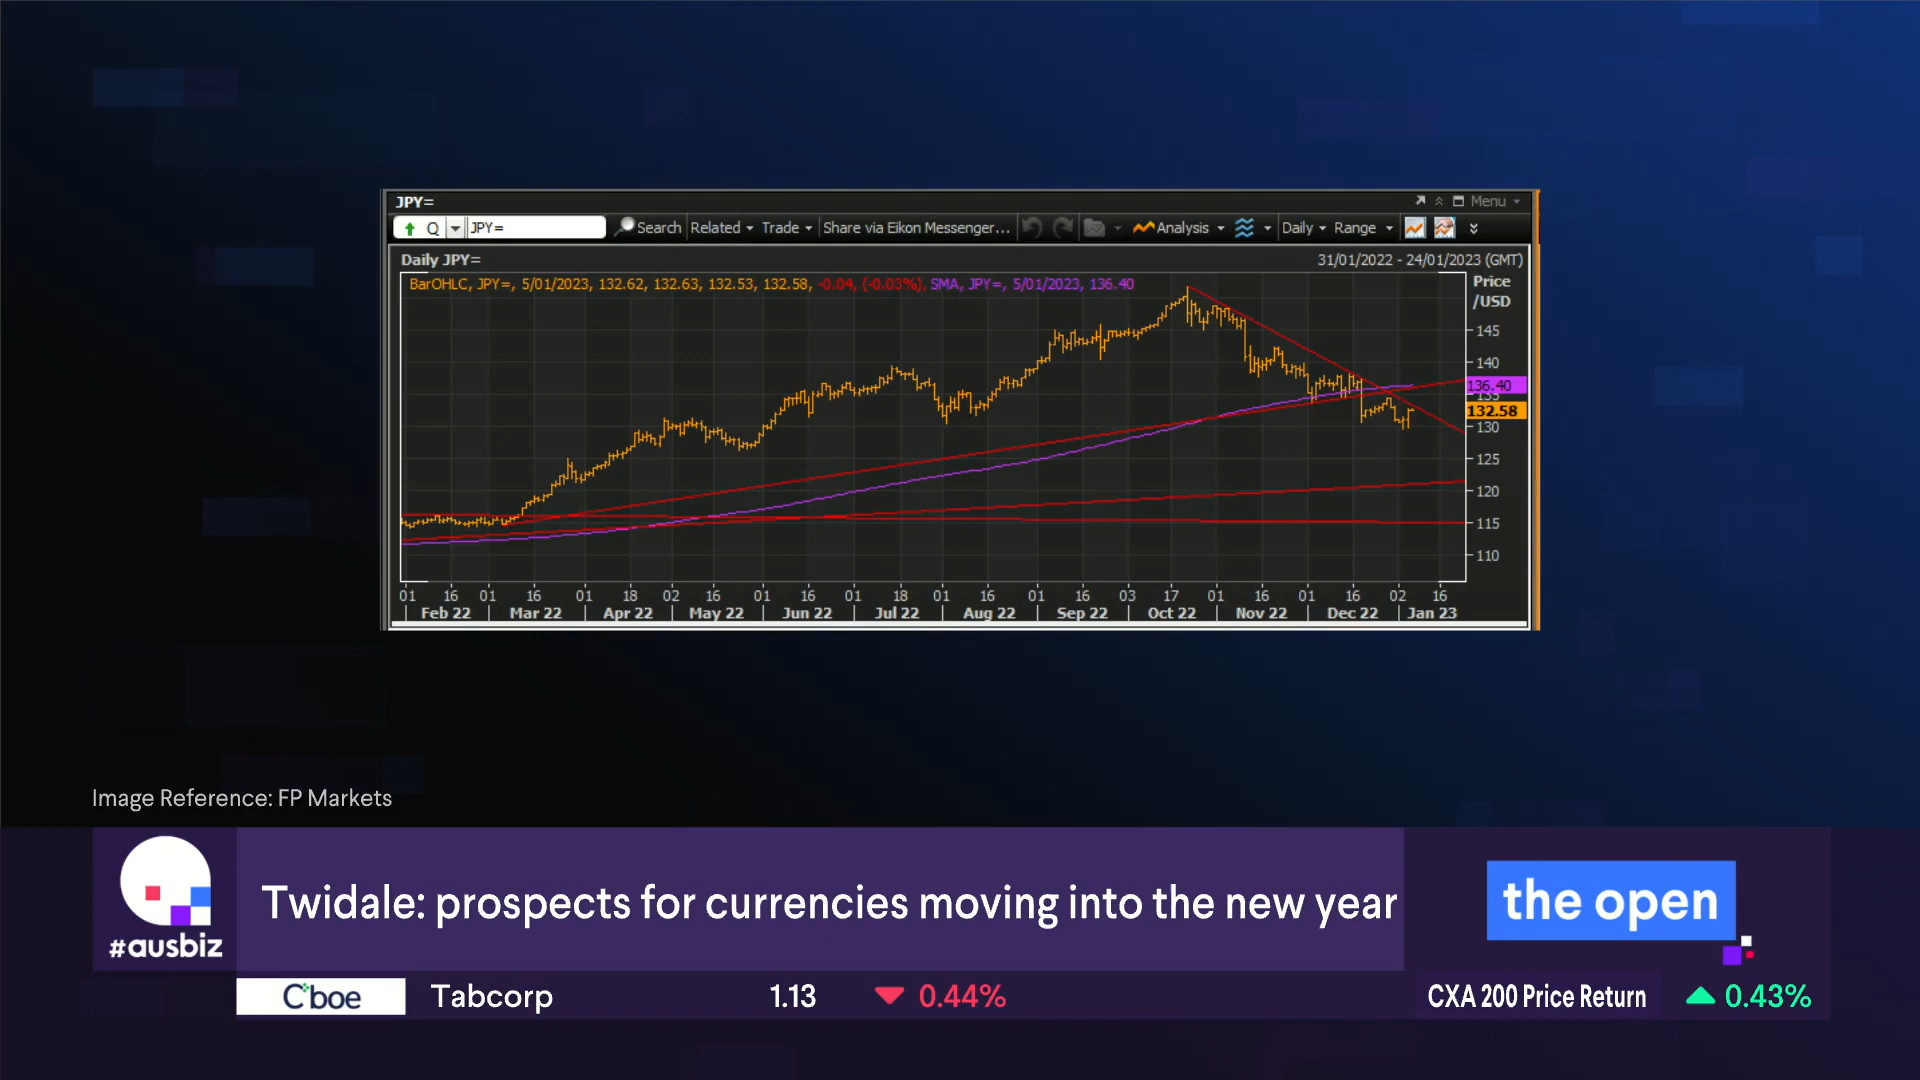 JPY=
Menu
Q JPY= Search Related Trade Share via Eikon Messenger... Analysis Daily Range
Daily JPY= 31/01/2022 - 24/01/2023 (GMT)
BarOHLC, JPY=, 5/01/2023, 132.62, 132.63, 132.53, 132.58, -0.04, (-0.03%), SMA, JPY=, 5/01/2023, 136.40
Price
/USD
145
140
136.40
135
132.58
130
125
120
115
110
01 16 01 16 01 18 02 16 01 16 01 18 01 16 01 16 03 17 01 16 01 16 02 16
Feb 22 Mar 22 Apr 22 May 22 Jun 22 Jul 22 Aug 22 Sep 22 Oct 22 Nov 22 Dec 22 Jan 23
Image Reference: FP Markets
Twidale: prospects for currencies moving into the new year
#ausbiz
the open
Cboe Tabcorp 1.13 0.44% CXA 200 Price Return 0.43%